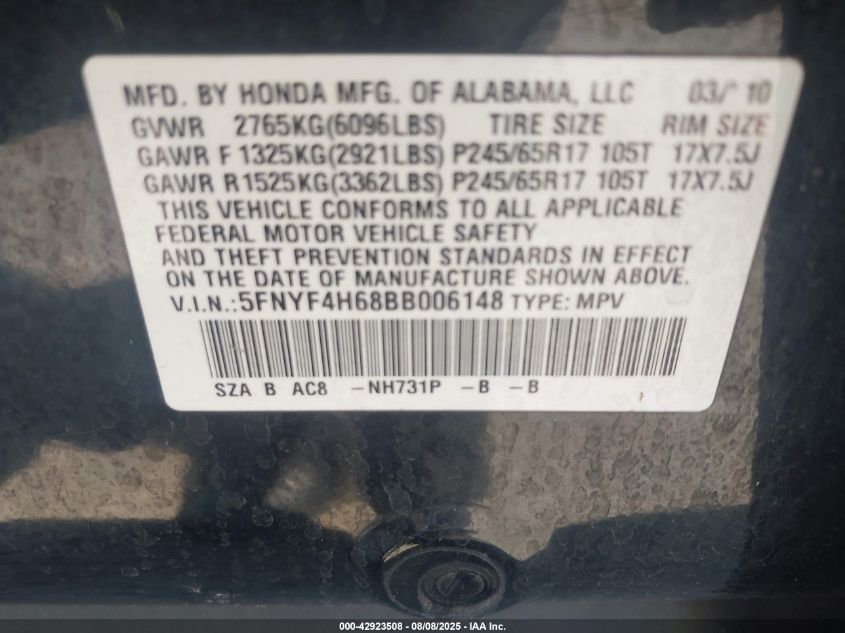 MFD. BY HONDA MFG. OF ALABAMA, LLC 03/ 10
GVWR 2765KG(6096LBS) TIRE SIZE RIM SIZE
GAWR F 1325KG(2921LBS) P245/65R17 105T 17X7.5J
GAWR R1525KG(3362LBS) P245/65R17 105T 17X7.5J
THIS VEHICLE CONFORMS TO ALL APPLICABLE
FEDERAL MOTOR VEHICLE SAFETY
AND THEFT PREVENTION STANDARDS IN EFFECT
ON THE DATE OF MANUFACTURE SHOWN ABOVE.
V.I.N.:5FNYF4H68BB006148 TYPE: MPV
SZA B AC8 -NH731P -B -B
000-42923508 - 08/08/2025 - IAA Inc.